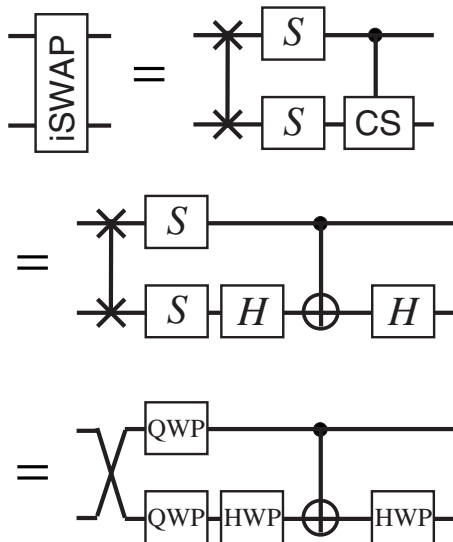 iSWAP = S
S CS
= S
S H H
= QWP
QWP HWP HWP